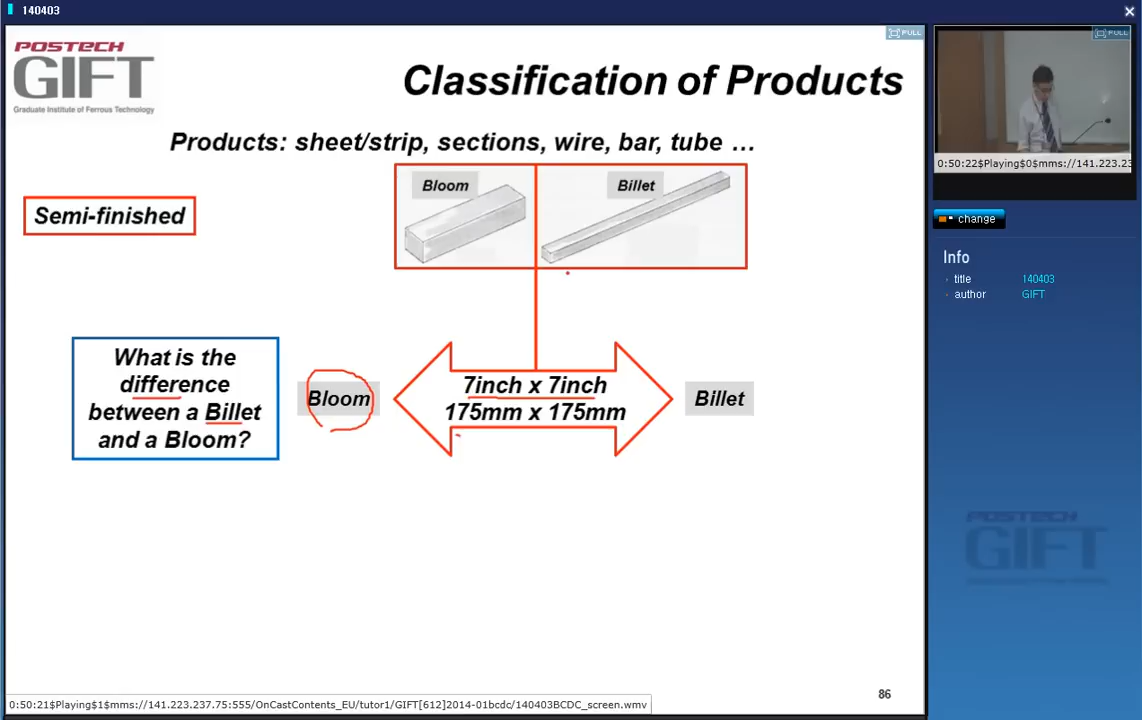 140403
POSTECH
GIFT
Graduate Institute of Ferrous Technology
Classification of Products
Products: sheet/strip, sections, wire, bar, tube ...
Semi-finished
Bloom
Billet
What is the
difference
between a Billet
and a Bloom?
Bloom
7inch x 7inch
175mm x 175mm
Billet
86
0:50:21$Playing$1$mms://141.223.237.75:555/OnCastContents_EU/tutor1/GIFT[612]2014-01bcdc/140403BCDC_screen.wmv
FULL
FULL
0:50:22$Playing$0$mms://141.223.23
change
Info
title 140403
author GIFT
POSTECH
GIFT